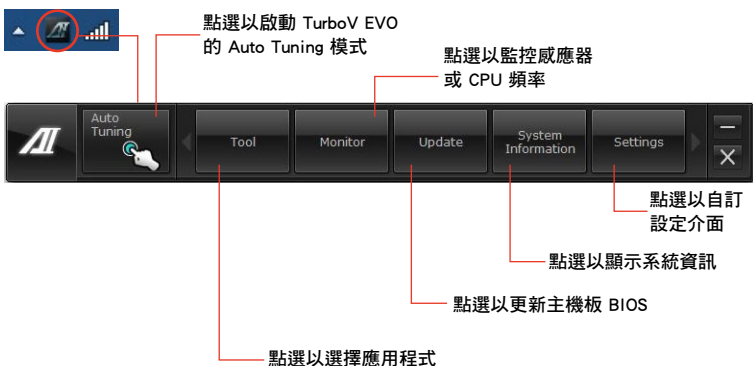 點選以啟動 TurboV EVO
的 Auto Tuning 模式
點選以監控感應器
或 CPU 頻率
Auto
Tuning
Tool
Monitor
Update
System
Information
Settings
點選以自訂
設定介面
點選以顯示系統資訊
點選以更新主機板 BIOS
點選以選擇應用程式